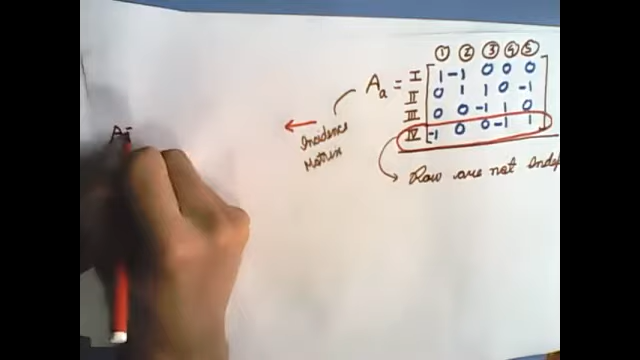 ① ② ③ ④ ⑤
Aₐ = I [ 1 -1 0 0 0
II 0 1 1 0 -1
III 0 0 -1 1 0
IV -1 0 0 -1 1 ]
Incidence
Matrix
Row are not Indep
A